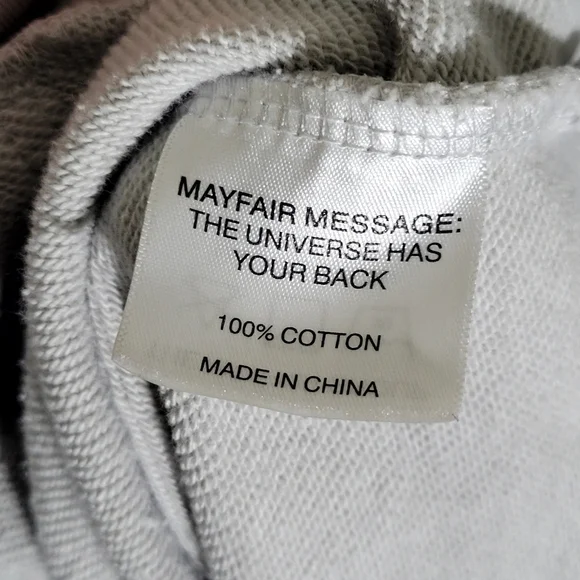 MAYFAIR MESSAGE:
THE UNIVERSE HAS
YOUR BACK
100% COTTON
MADE IN CHINA